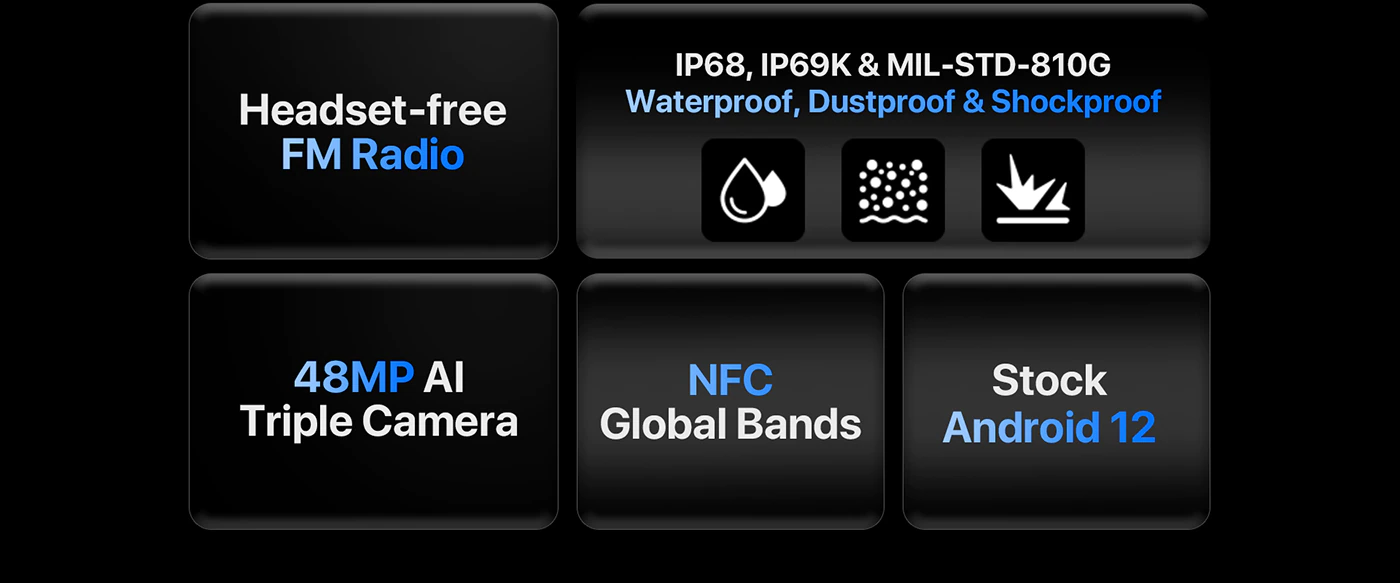 Headset-free
FM Radio
IP68, IP69K & MIL-STD-810G
Waterproof, Dustproof & Shockproof
48MP AI
Triple Camera
NFC
Global Bands
Stock
Android 12